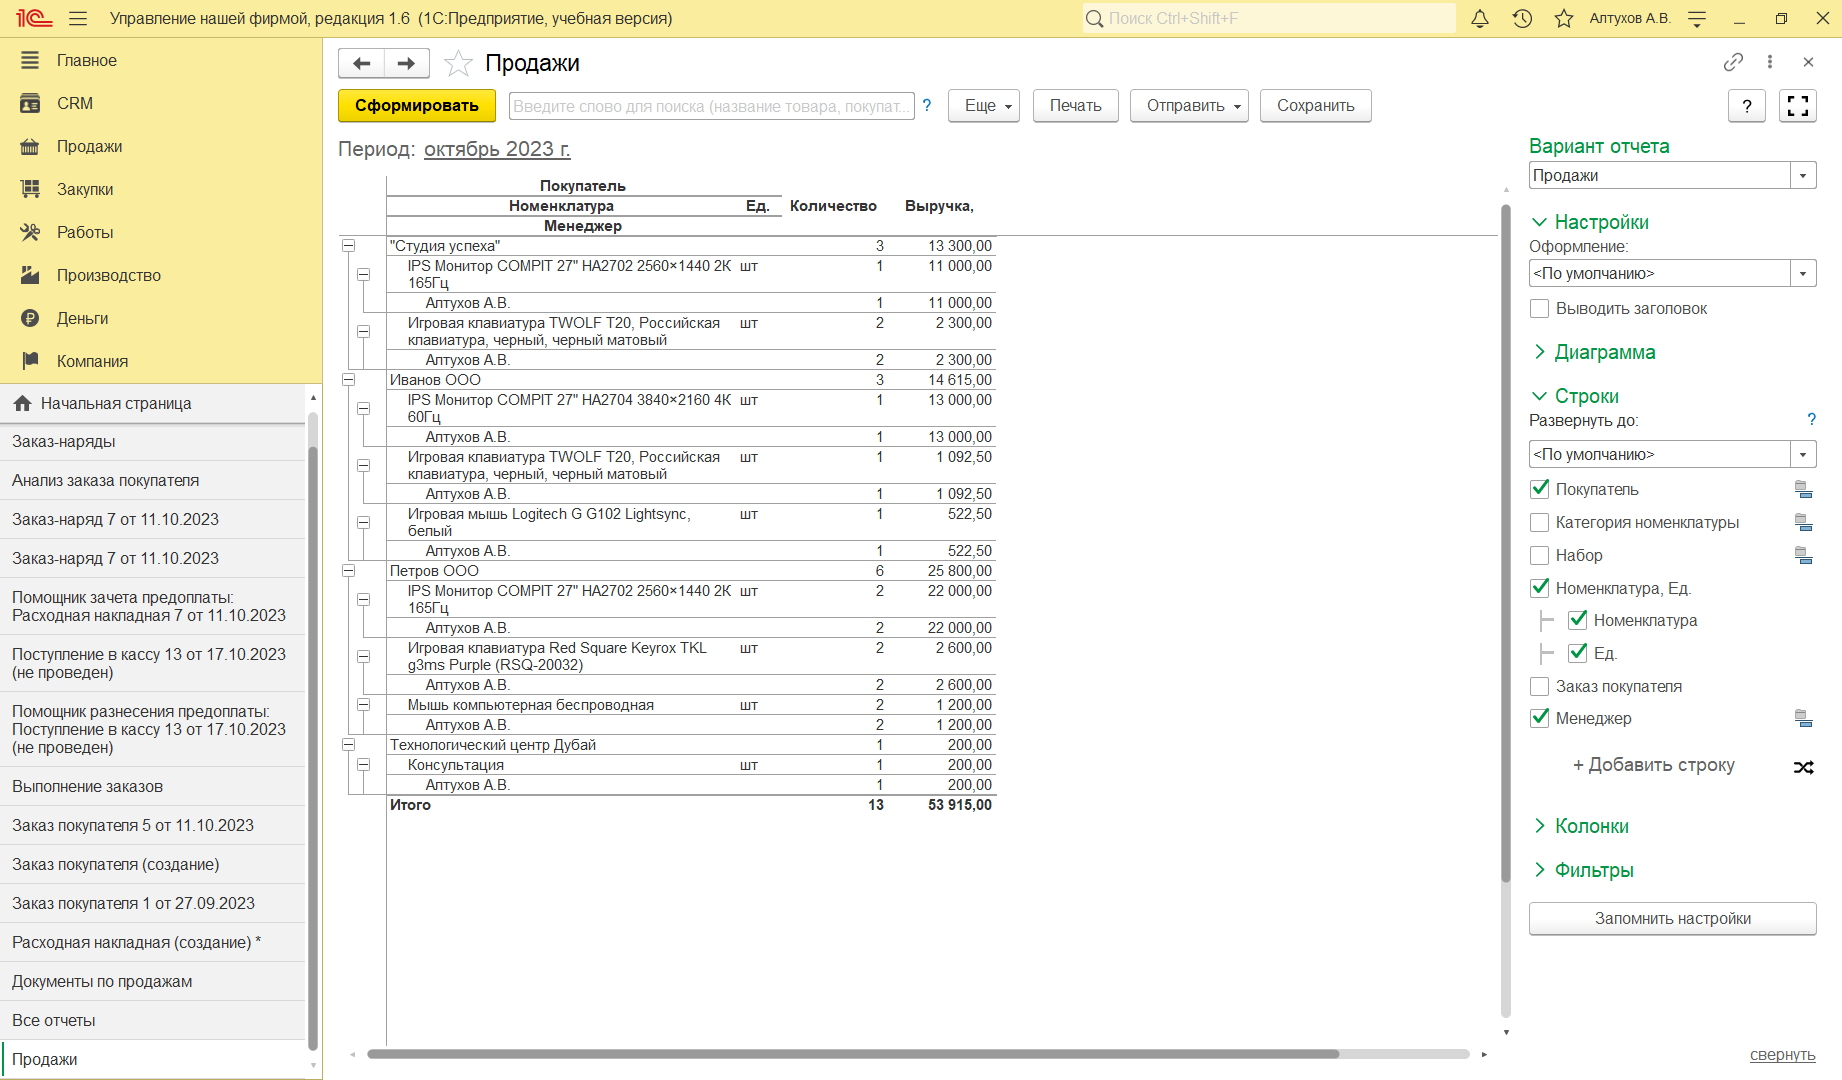 1С Управление нашей фирмой, редакция 1.6 (1С:Предприятие, учебная версия)
Поиск Ctrl+Shift+F
Алтухов А.В.
Главное
CRM
Продажи
Закупки
Работы
Производство
Деньги
Компания
Начальная страница
Заказ-наряды
Анализ заказа покупателя
Заказ-наряд 7 от 11.10.2023
Заказ-наряд 7 от 11.10.2023
Помощник зачета предоплаты:
Расходная накладная 7 от 11.10.2023
Поступление в кассу 13 от 17.10.2023
(не проведен)
Помощник разнесения предоплаты:
Поступление в кассу 13 от 17.10.2023
(не проведен)
Выполнение заказов
Заказ покупателя 5 от 11.10.2023
Заказ покупателя (создание)
Заказ покупателя 1 от 27.09.2023
Расходная накладная (создание) *
Документы по продажам
Все отчеты
Продажи
Продажи
Сформировать
Введите слово для поиска (название товара, покупат...
?
Еще
Печать
Отправить
Сохранить
?
Период: октябрь 2023 г.
Покупатель
Номенклатура Ед. Количество Выручка,
Менеджер
"Студия успеха" 3 13 300,00
IPS Монитор COMPIT 27" HA2702 2560×1440 2К шт 1 11 000,00
165Гц
Алтухов А.В. 1 11 000,00
Игровая клавиатура TWOLF T20, Российская шт 2 2 300,00
клавиатура, черный, черный матовый
Алтухов А.В. 2 2 300,00
Иванов ООО 3 14 615,00
IPS Монитор COMPIT 27" HA2704 3840×2160 4К шт 1 13 000,00
60Гц
Алтухов А.В. 1 13 000,00
Игровая клавиатура TWOLF T20, Российская шт 1 1 092,50
клавиатура, черный, черный матовый
Алтухов А.В. 1 1 092,50
Игровая мышь Logitech G G102 Lightsync, шт 1 522,50
белый
Алтухов А.В. 1 522,50
Петров ООО 6 25 800,00
IPS Монитор COMPIT 27" HA2702 2560×1440 2К шт 2 22 000,00
165Гц
Алтухов А.В. 2 22 000,00
Игровая клавиатура Red Square Keyrox TKL шт 2 2 600,00
g3ms Purple (RSQ-20032)
Алтухов А.В. 2 2 600,00
Мышь компьютерная беспроводная шт 2 1 200,00
Алтухов А.В. 2 1 200,00
Технологический центр Дубай 1 200,00
Консультация шт 1 200,00
Алтухов А.В. 1 200,00
Итого 13 53 915,00
Вариант отчета
Продажи
Настройки
Оформление:
<По умолчанию>
Выводить заголовок
Диаграмма
Строки
Развернуть до: ?
<По умолчанию>
Покупатель
Категория номенклатуры
Набор
Номенклатура, Ед.
Номенклатура
Ед.
Заказ покупателя
Менеджер
+ Добавить строку
Колонки
Фильтры
Запомнить настройки
свернуть